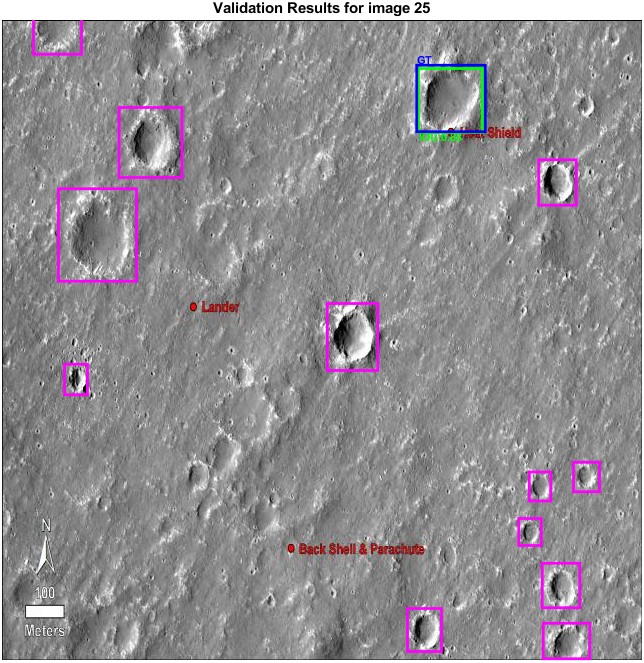 Validation Results for image 25
GT
Shield
Lander
Back Shell & Parachute
N
100
Meters